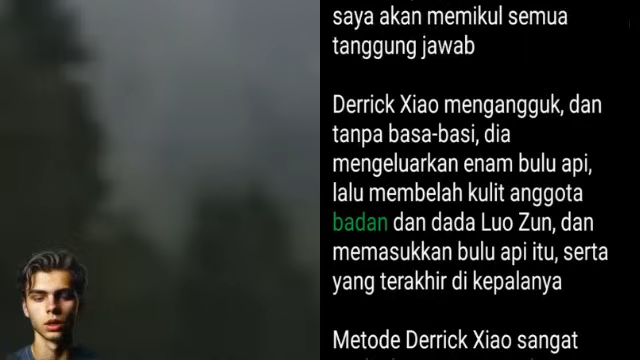 saya akan memikul semua
tanggung jawab
Derrick Xiao mengangguk, dan
tanpa basa-basi, dia
mengeluarkan enam bulu api,
lalu membelah kulit anggota
badan dan dada Luo Zun, dan
memasukkan bulu api itu, serta
yang terakhir di kepalanya
Metode Derrick Xiao sangat